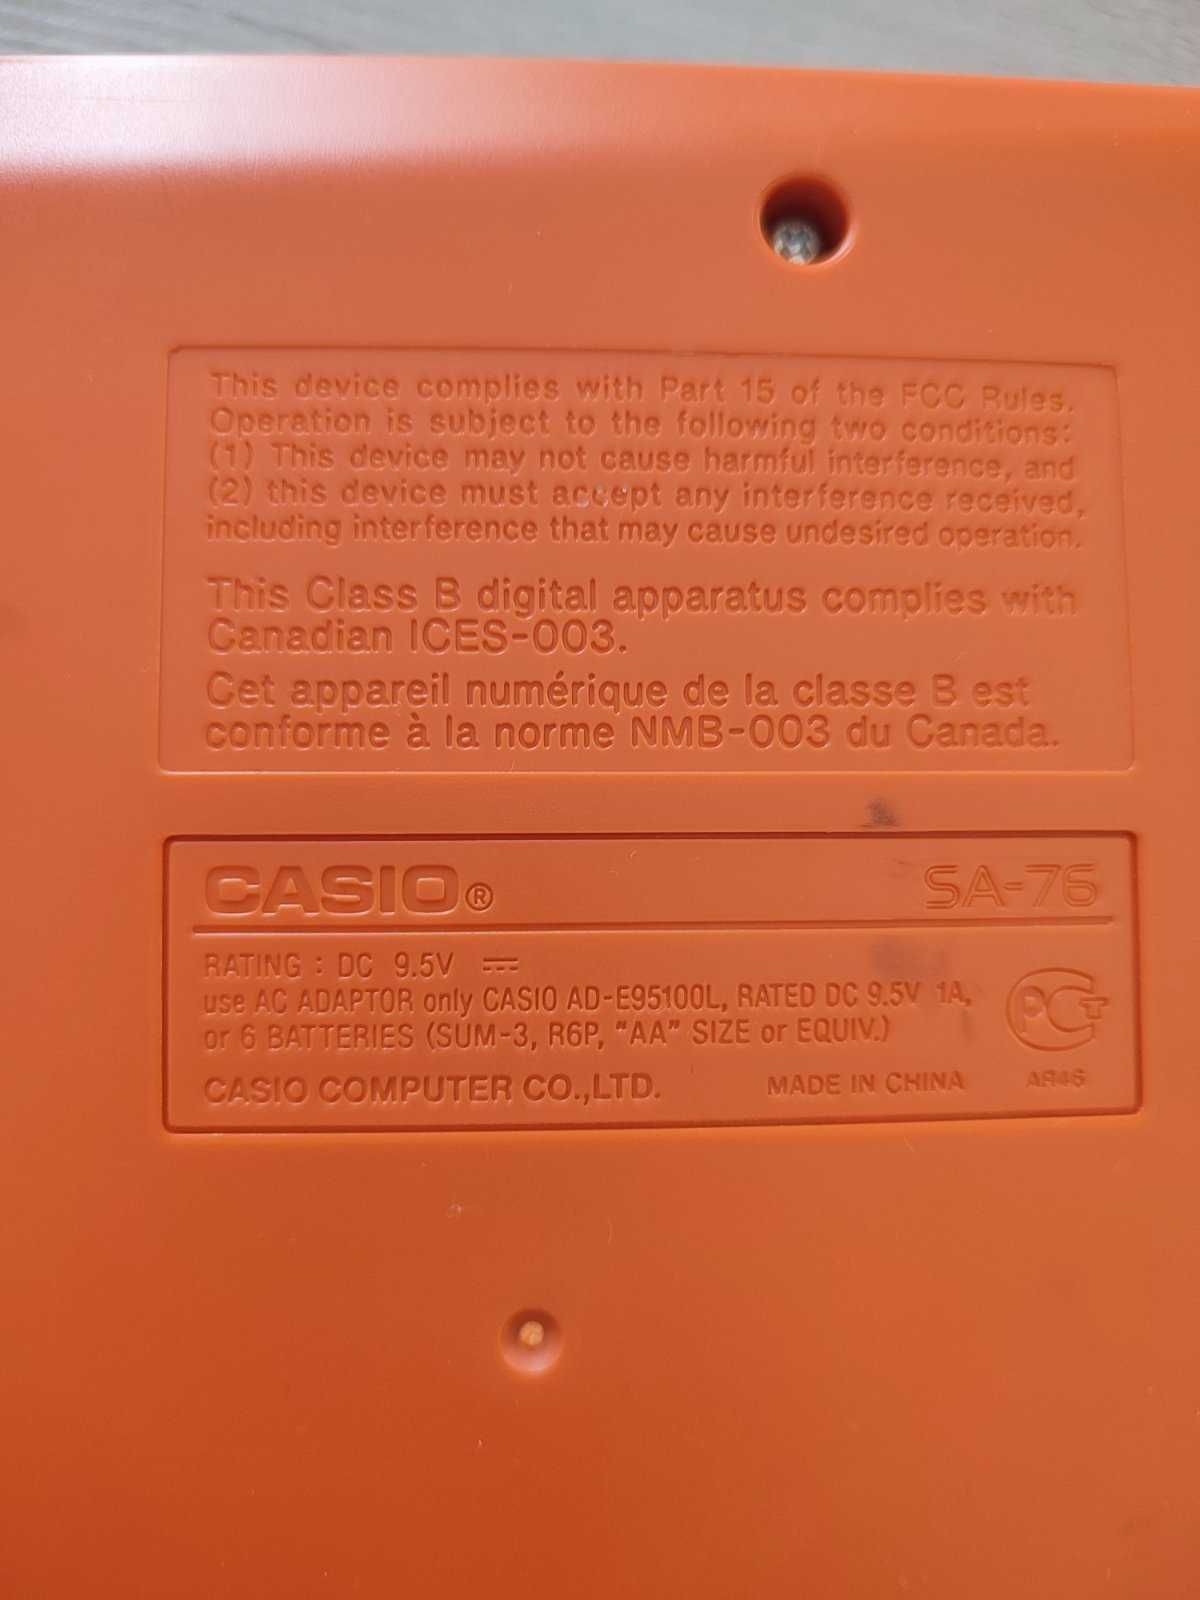 This device complies with Part 15 of the FCC Rules.
Operation is subject to the following two conditions:
(1) This device may not cause harmful interference, and
(2) this device must accept any interference received,
including interference that may cause undesired operation.
This Class B digital apparatus complies with
Canadian ICES-003.
Cet appareil numérique de la classe B est
conforme à la norme NMB-003 du Canada.
CASIO® SA-76
RATING : DC 9.5V ⎓
use AC ADAPTOR only CASIO AD-E95100L, RATED DC 9.5V 1A,
or 6 BATTERIES (SUM-3, R6P, "AA" SIZE or EQUIV.)
PCT
CASIO COMPUTER CO.,LTD. MADE IN CHINA AR46